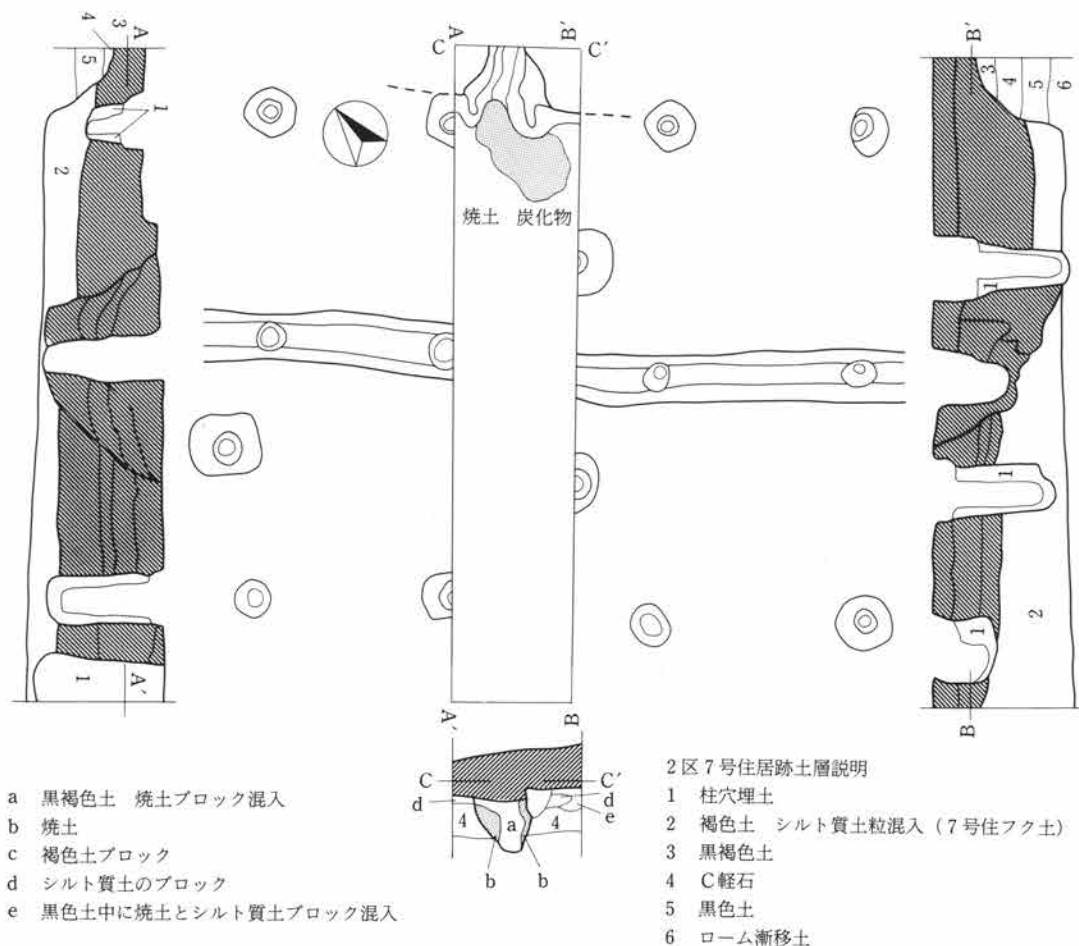 4
3
A
5
1
2
1
A′
A
C
B′
C′
焼土 炭化物
B′
3
4
5
6
1
1
2
1
B
A′
B
C
C′
d
4
a
4
d
e
b
b
a 黒褐色土 焼土ブロック混入
b 焼土
c 褐色土ブロック
d シルト質土のブロック
e 黒色土中に焼土とシルト質土ブロック混入
2区7号住居跡土層説明
1 柱穴埋土
2 褐色土 シルト質土粒混入(7号住フク土)
3 黒褐色土
4 C軽石
5 黒色土
6 ローム漸移土